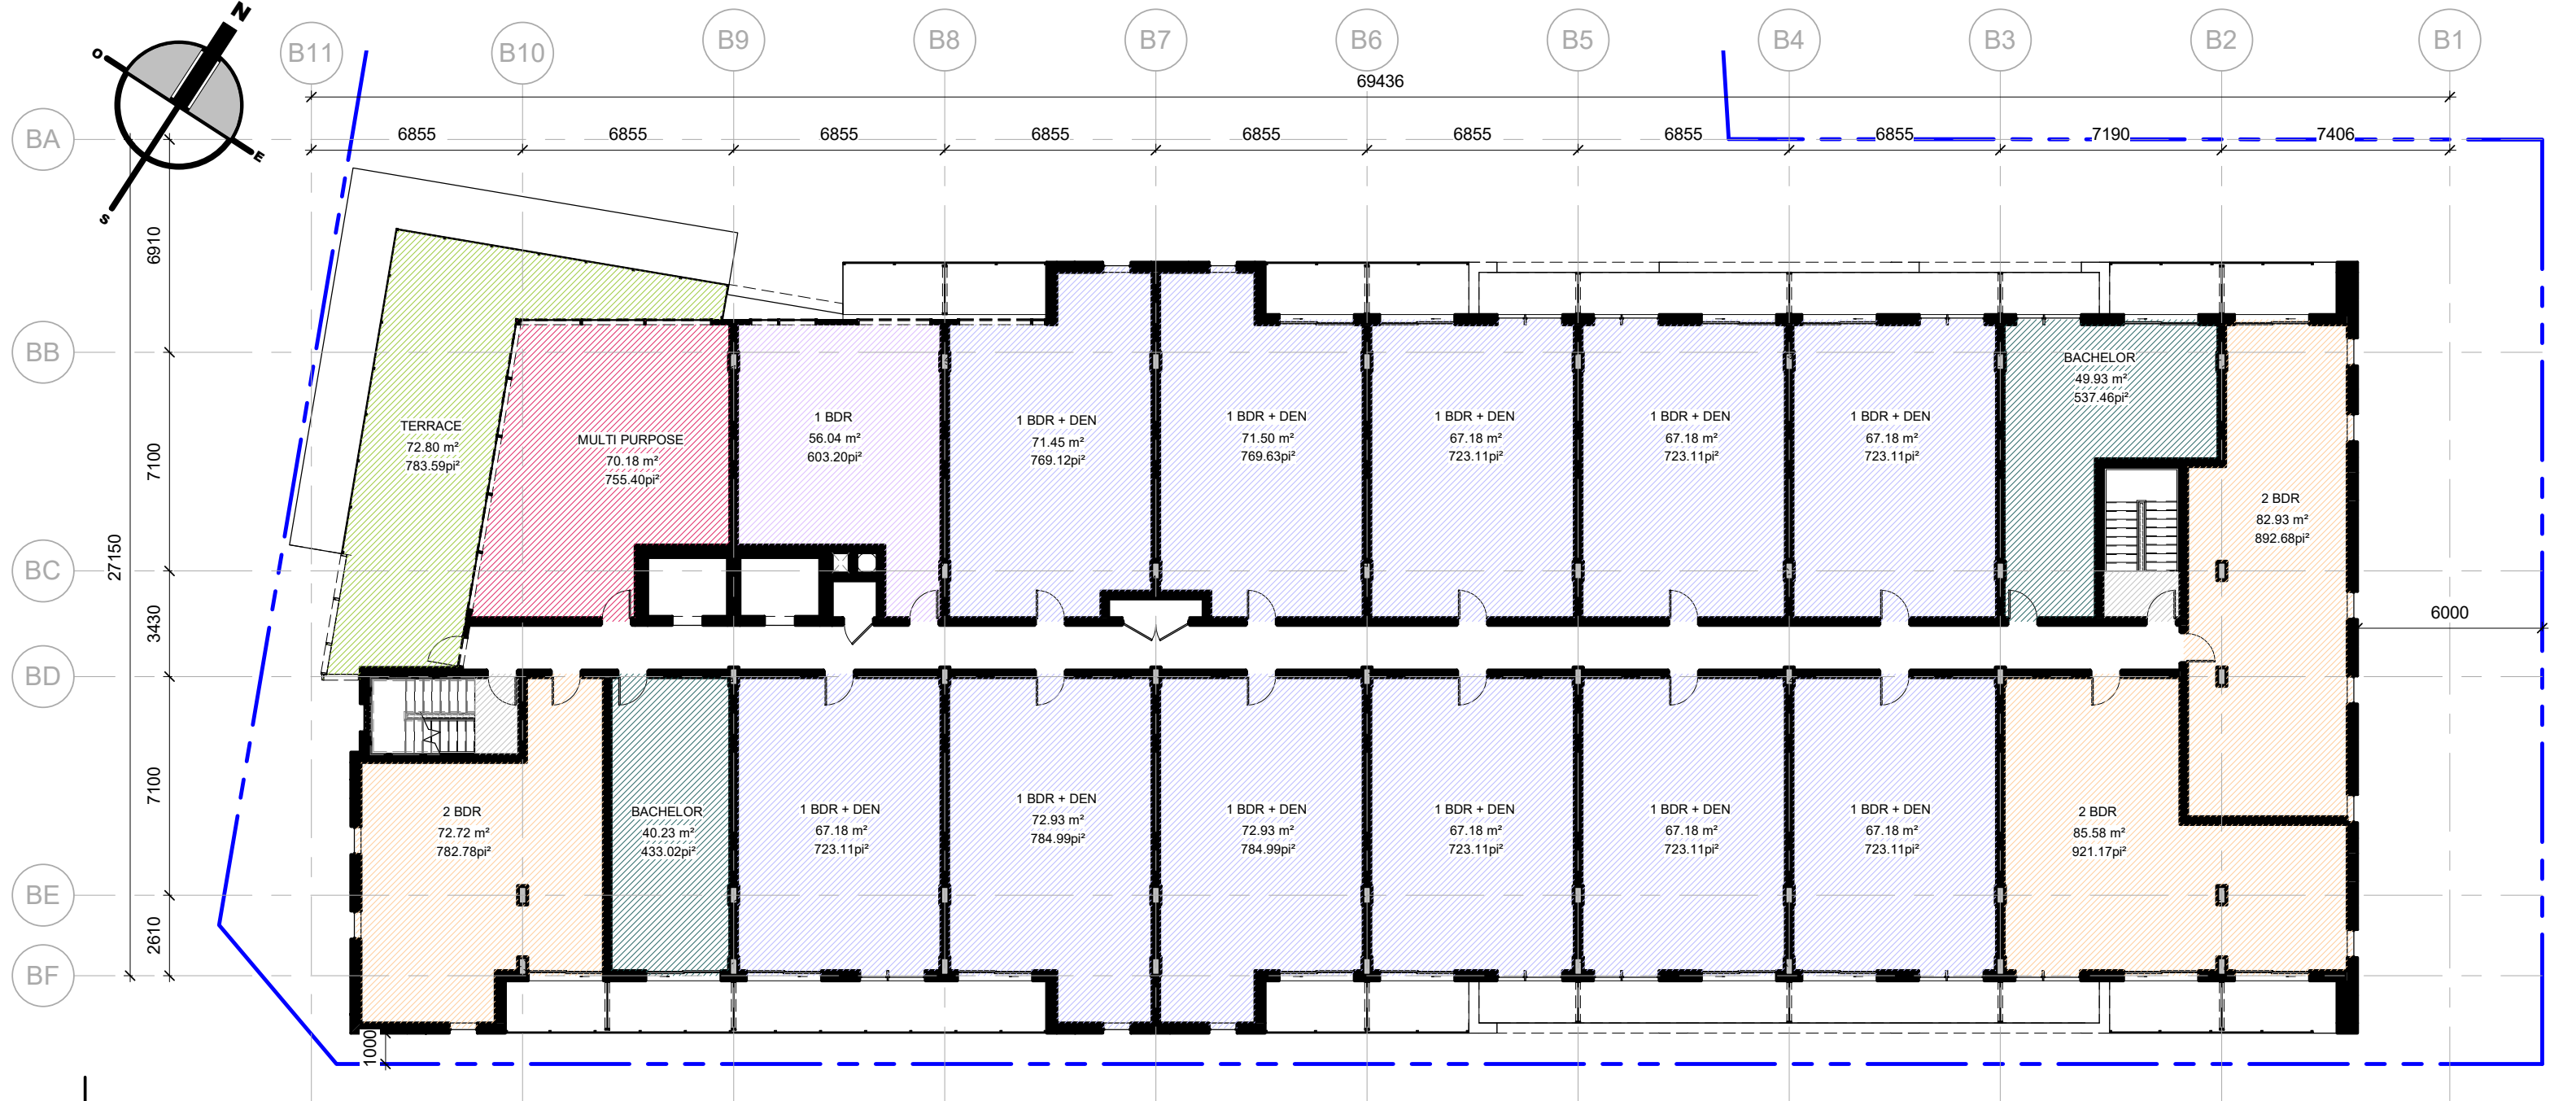 N
O
E
S
B11
B10
B9
B8
B7
B6
B5
B4
B3
B2
B1
69436
6855
6855
6855
6855
6855
6855
6855
6855
7190
7406
BA
BB
BC
BD
BE
BF
6910
7100
3430
7100
2610
27150
1000
6000
TERRACE
72.80 m²
783.59pi²
MULTI PURPOSE
70.18 m²
755.40pi²
1 BDR
56.04 m²
603.20pi²
1 BDR + DEN
71.45 m²
769.12pi²
1 BDR + DEN
71.50 m²
769.63pi²
1 BDR + DEN
67.18 m²
723.11pi²
1 BDR + DEN
67.18 m²
723.11pi²
1 BDR + DEN
67.18 m²
723.11pi²
BACHELOR
49.93 m²
537.46pi²
2 BDR
82.93 m²
892.68pi²
2 BDR
72.72 m²
782.78pi²
BACHELOR
40.23 m²
433.02pi²
1 BDR + DEN
67.18 m²
723.11pi²
1 BDR + DEN
72.93 m²
784.99pi²
1 BDR + DEN
72.93 m²
784.99pi²
1 BDR + DEN
67.18 m²
723.11pi²
1 BDR + DEN
67.18 m²
723.11pi²
1 BDR + DEN
67.18 m²
723.11pi²
2 BDR
85.58 m²
921.17pi²